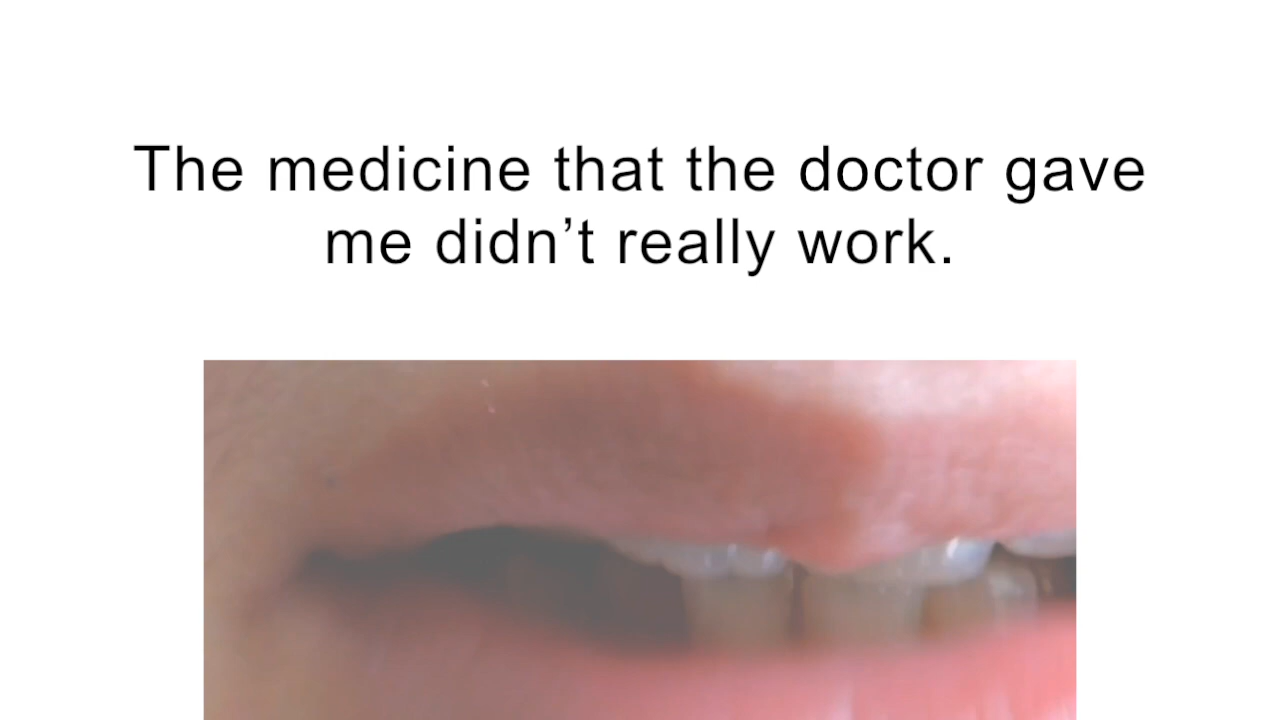 The medicine that the doctor gave
me didn’t really work.